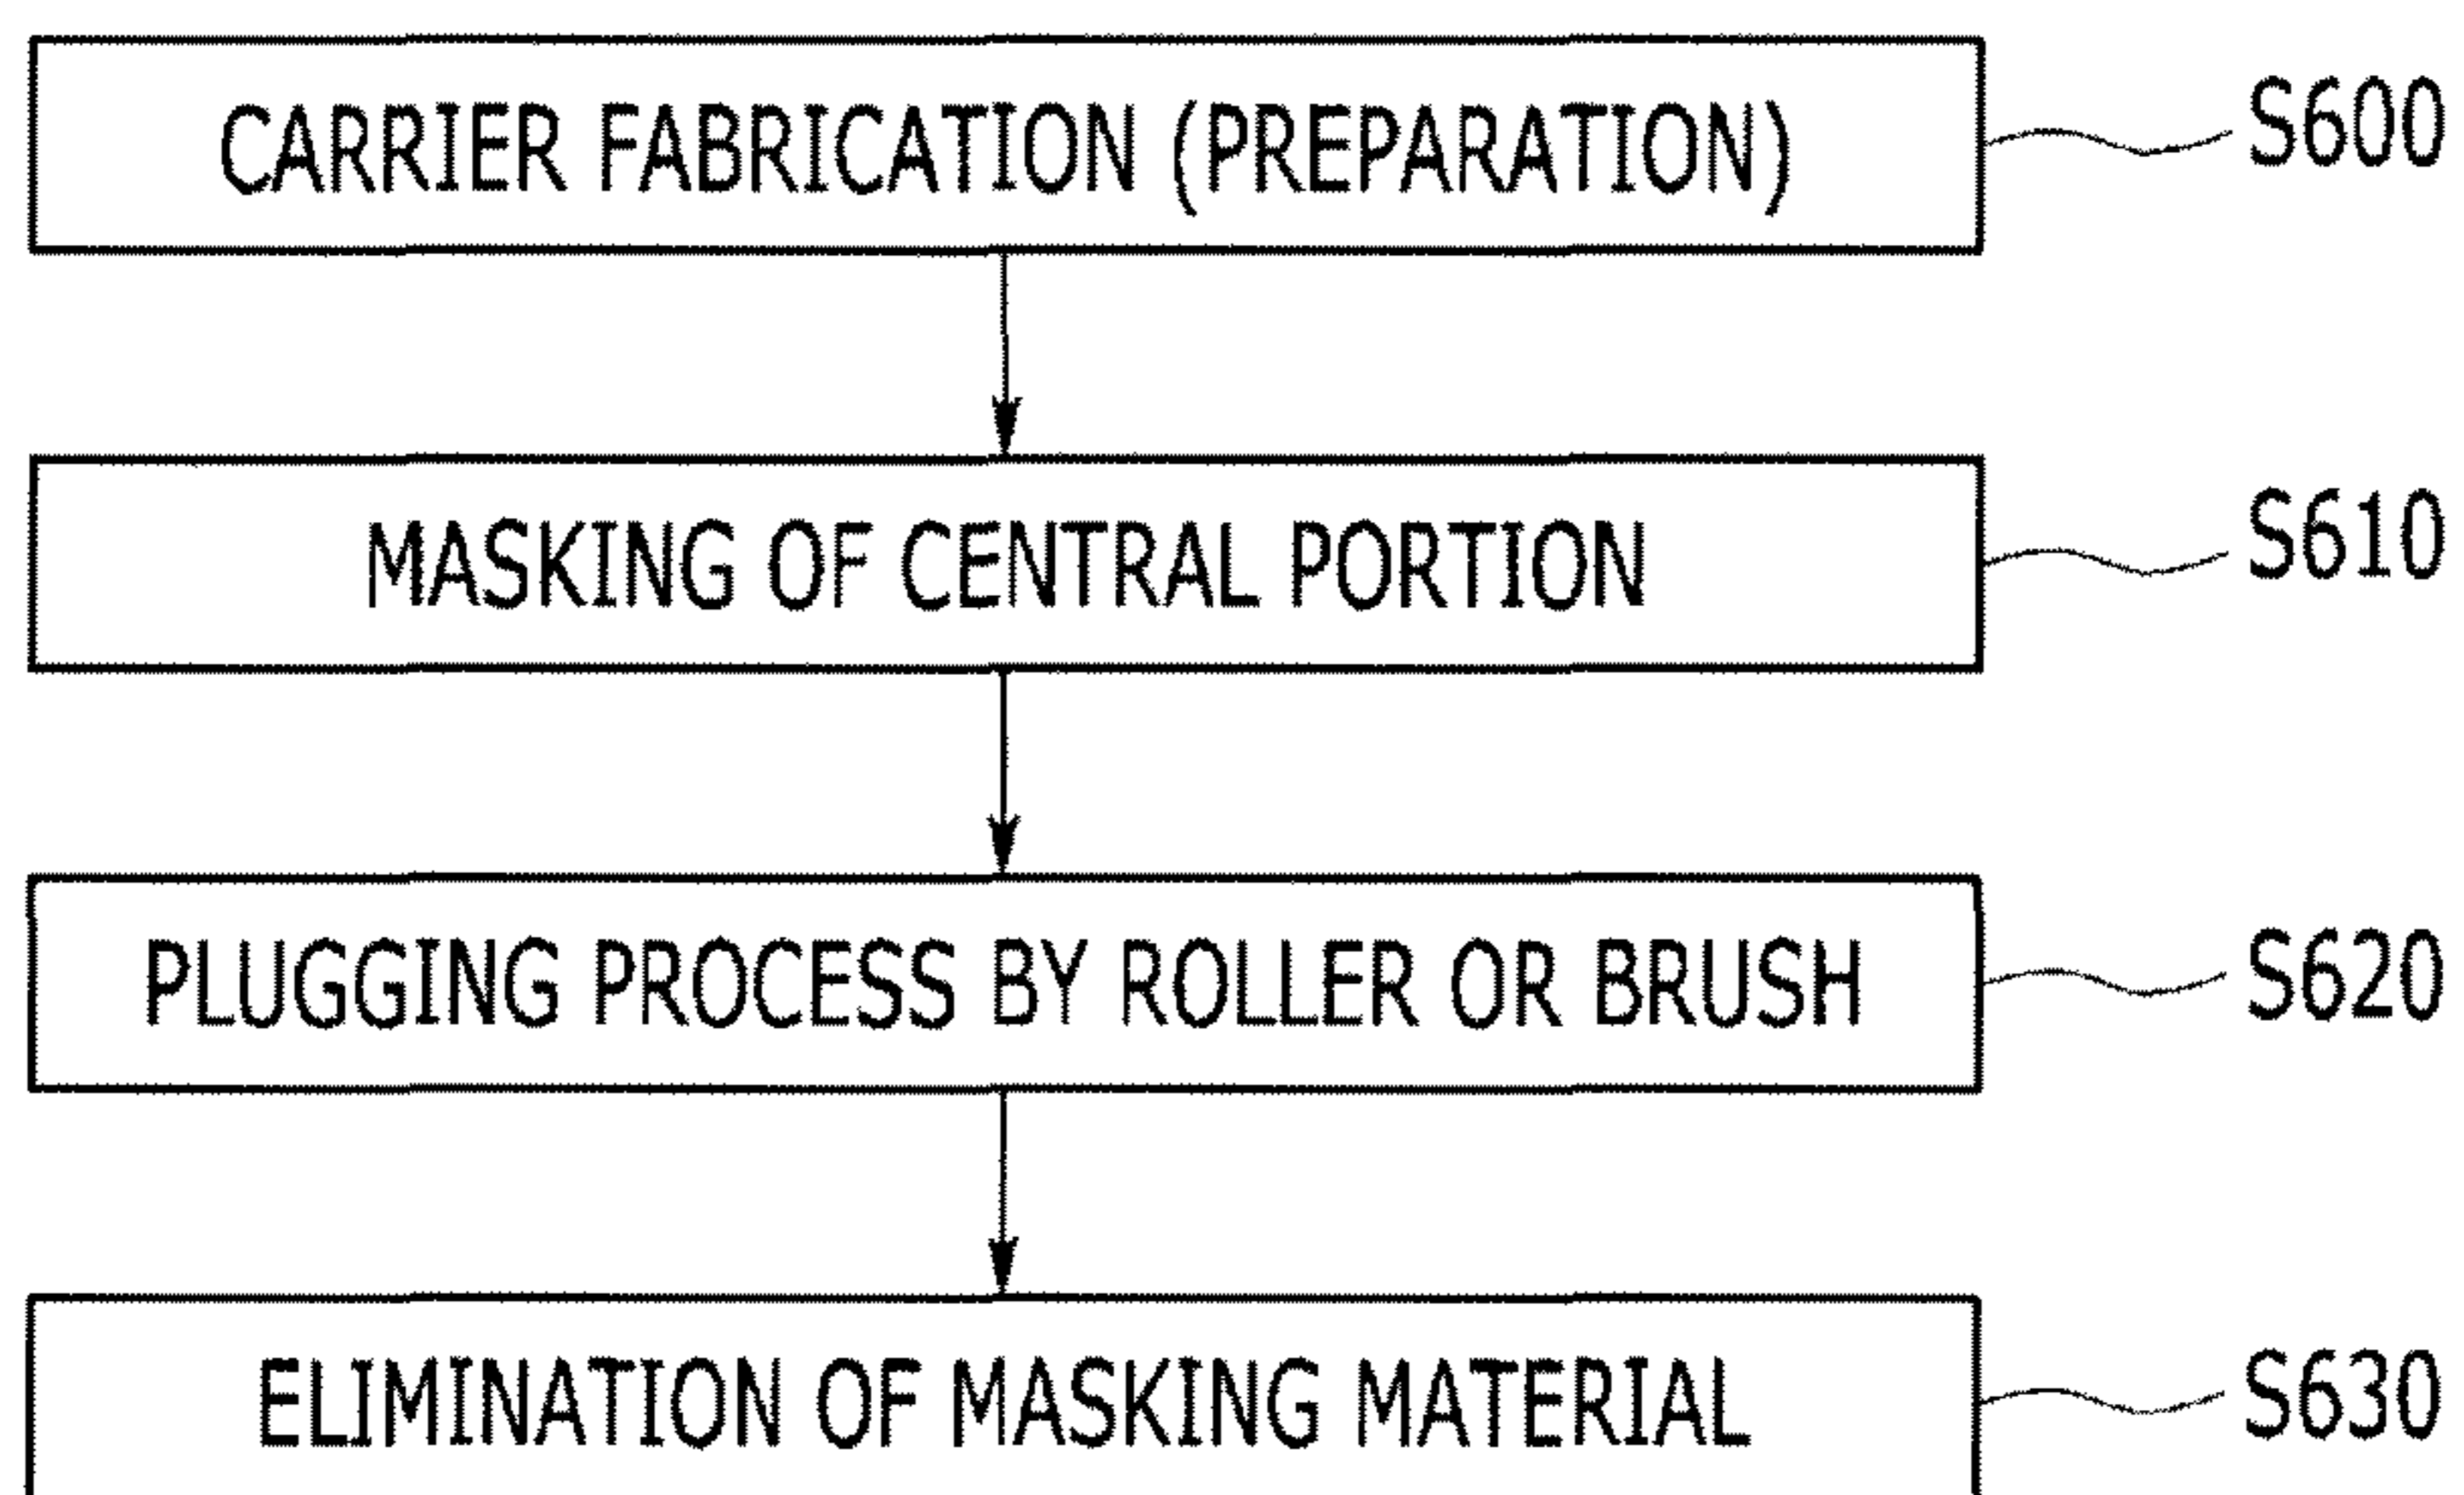 CARRIER FABRICATION (PREPARATION) S600
MASKING OF CENTRAL PORTION S610
PLUGGING PROCESS BY ROLLER OR BRUSH S620
ELIMINATION OF MASKING MATERIAL S630